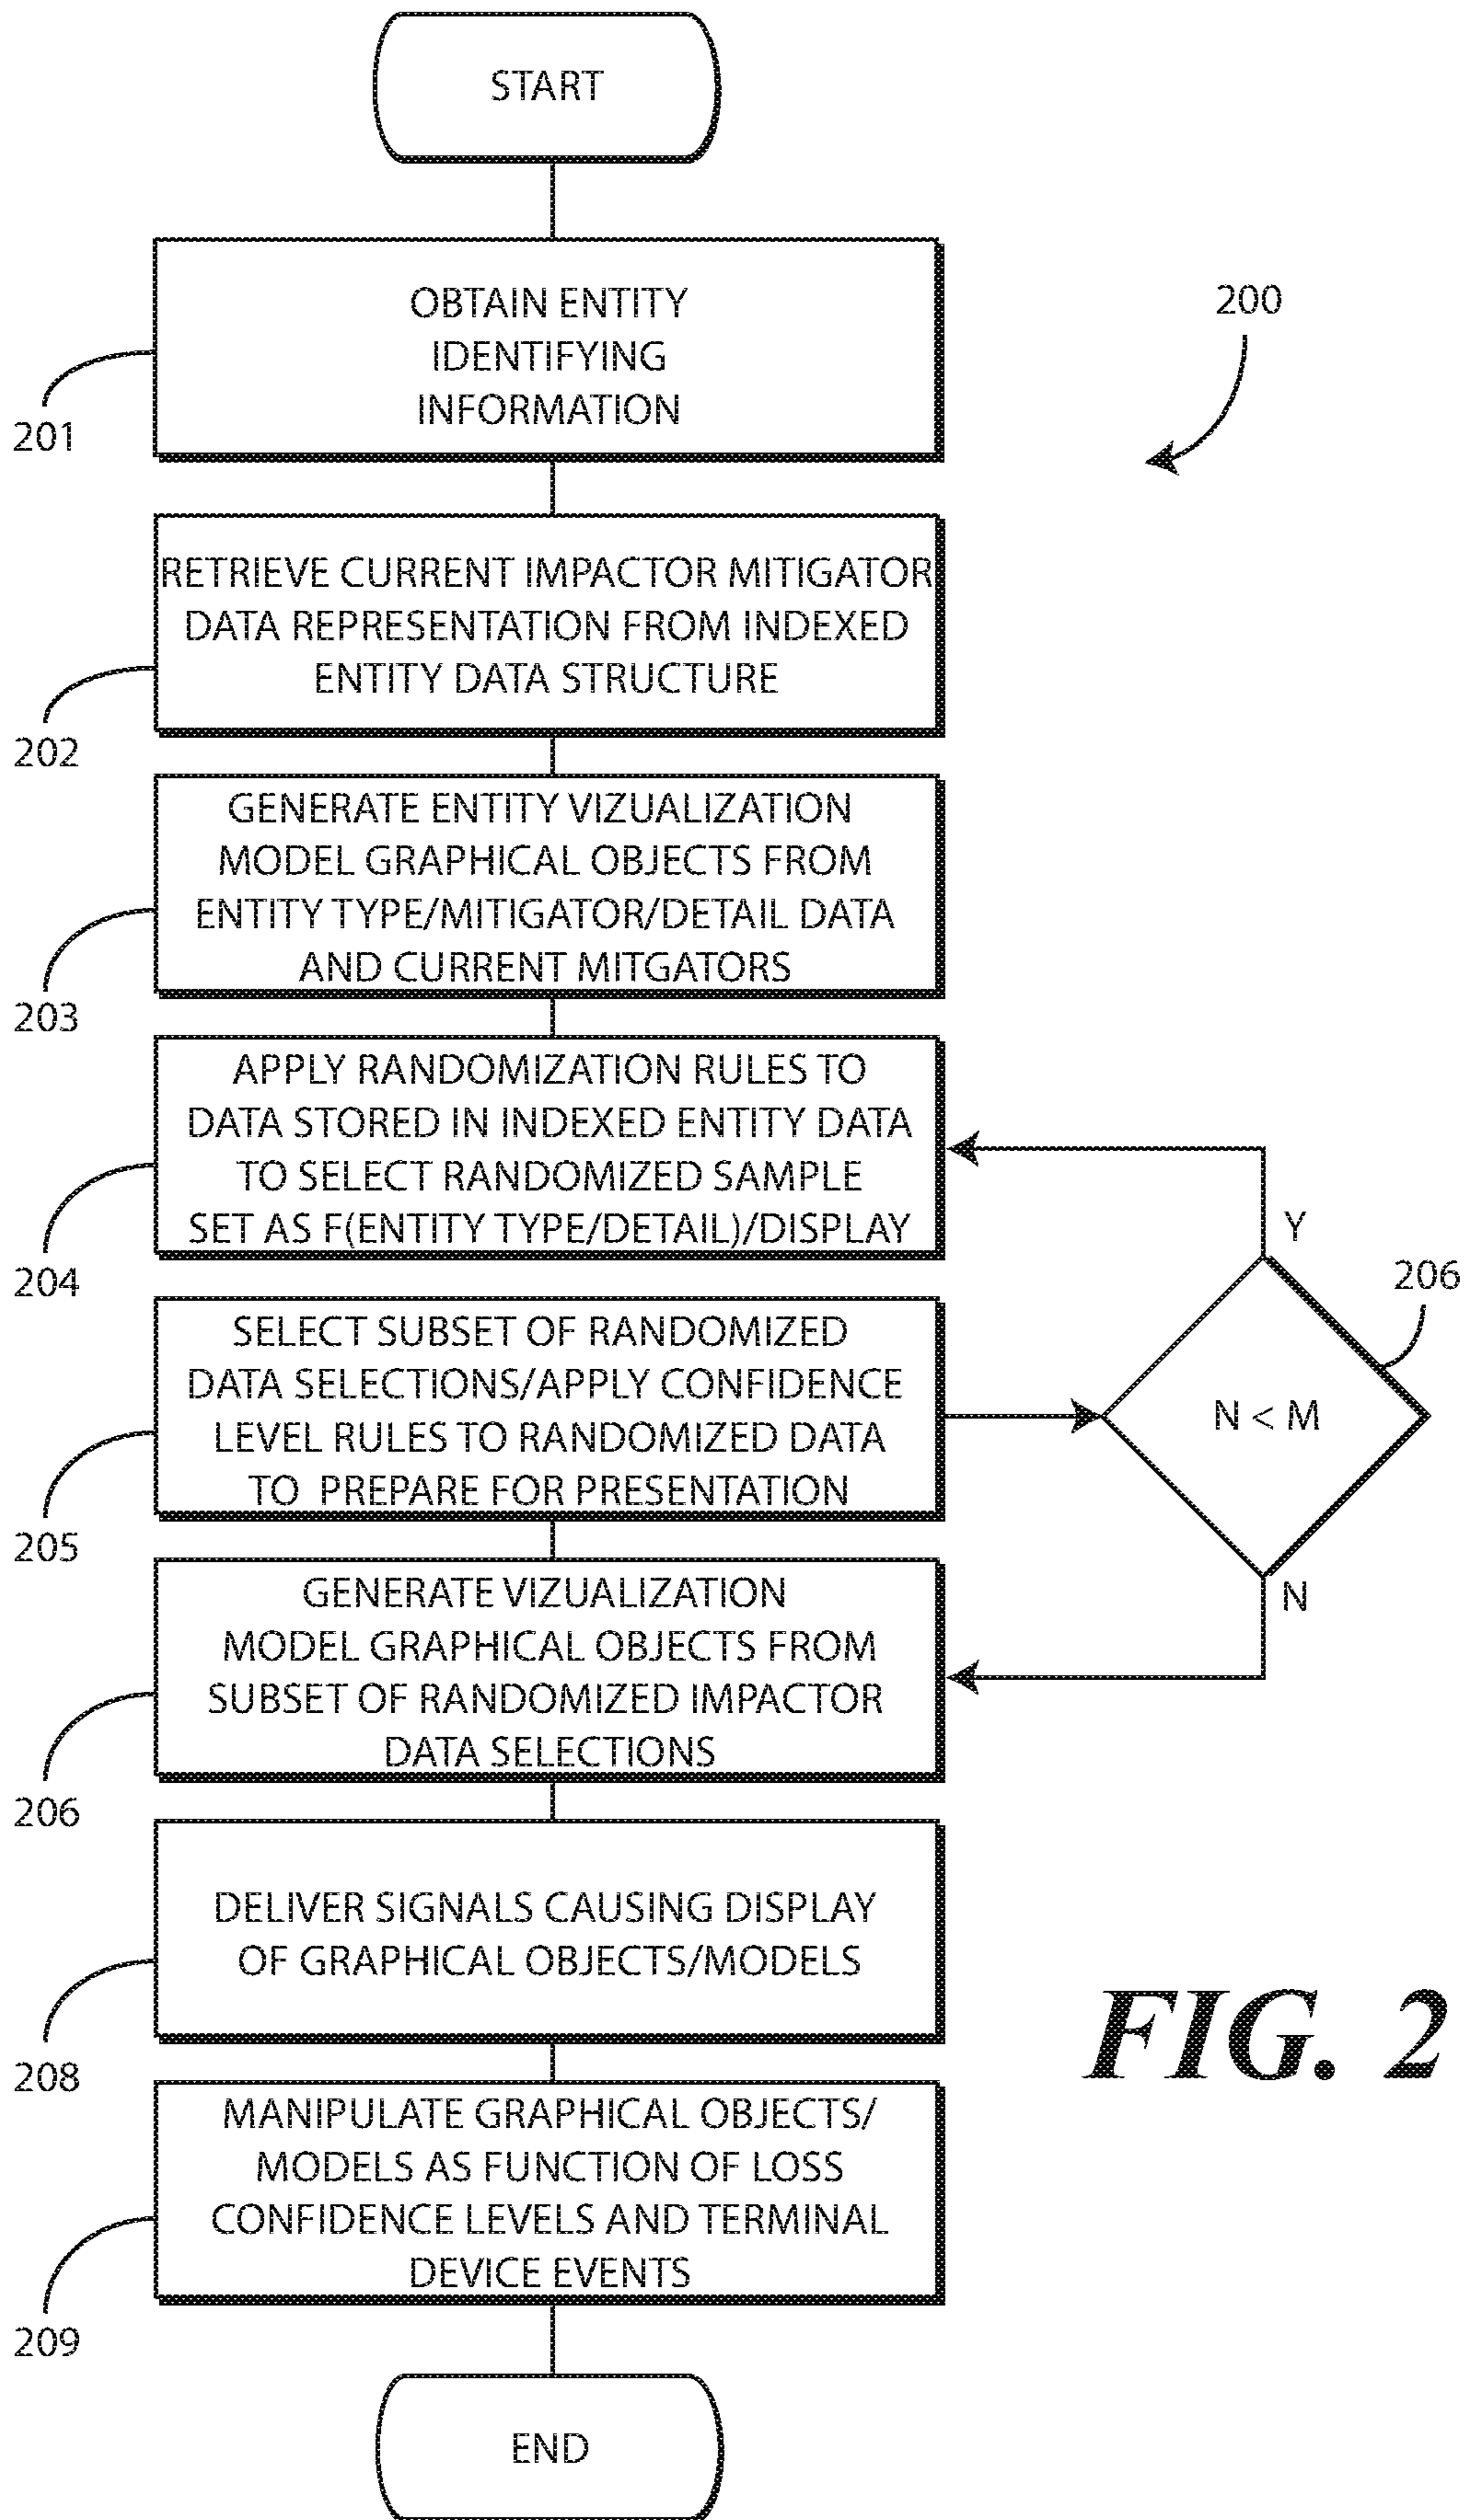 START
OBTAIN ENTITY
IDENTIFYING
INFORMATION
200
201
RETRIEVE CURRENT IMPACTOR MITIGATOR
DATA REPRESENTATION FROM INDEXED
ENTITY DATA STRUCTURE
202
GENERATE ENTITY VIZUALIZATION
MODEL GRAPHICAL OBJECTS FROM
ENTITY TYPE/MITIGATOR/DETAIL DATA
AND CURRENT MITGATORS
203
APPLY RANDOMIZATION RULES TO
DATA STORED IN INDEXED ENTITY DATA
TO SELECT RANDOMIZED SAMPLE
SET AS F(ENTITY TYPE/DETAIL)/DISPLAY
204
Y
206
SELECT SUBSET OF RANDOMIZED
DATA SELECTIONS/APPLY CONFIDENCE
LEVEL RULES TO RANDOMIZED DATA
TO PREPARE FOR PRESENTATION
N < M
205
N
GENERATE VIZUALIZATION
MODEL GRAPHICAL OBJECTS FROM
SUBSET OF RANDOMIZED IMPACTOR
DATA SELECTIONS
206
DELIVER SIGNALS CAUSING DISPLAY
OF GRAPHICAL OBJECTS/MODELS
208
FIG. 2
MANIPULATE GRAPHICAL OBJECTS/
MODELS AS FUNCTION OF LOSS
CONFIDENCE LEVELS AND TERMINAL
DEVICE EVENTS
209
END